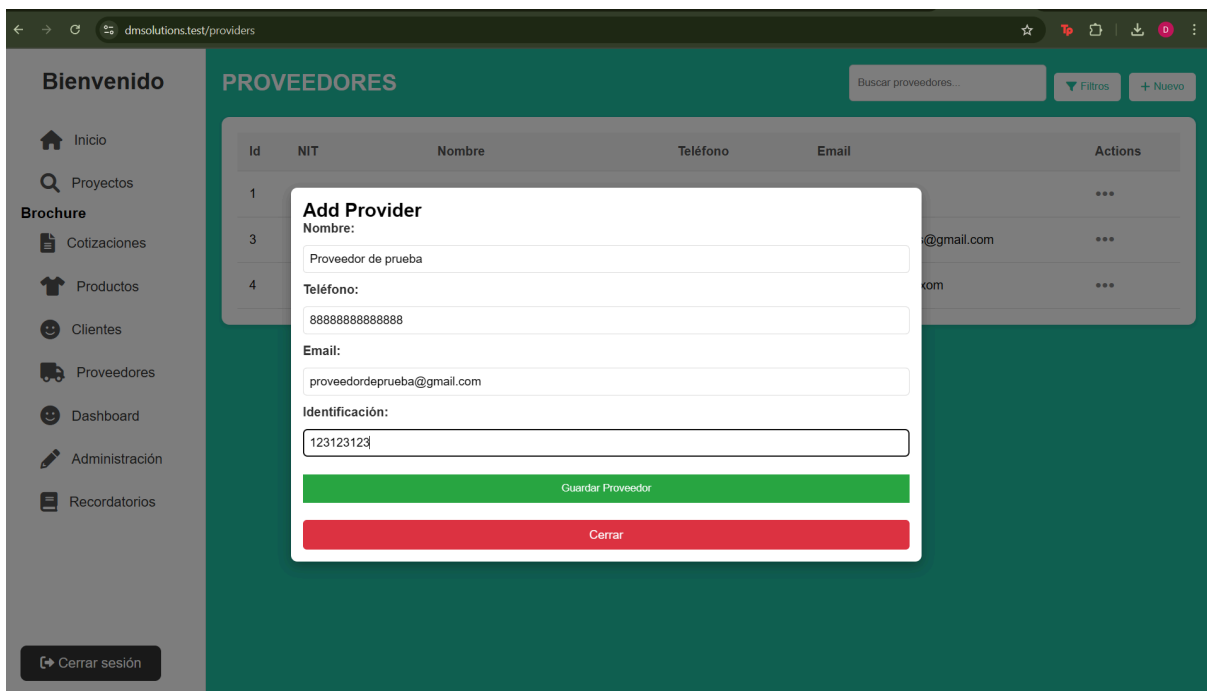 dmsolutions.test/providers
Tp
D
Bienvenido
PROVEEDORES
Buscar proveedores...
Filtros
+ Nuevo
Inicio
Proyectos
Brochure
Cotizaciones
Productos
Clientes
Proveedores
Dashboard
Administración
Recordatorios
Cerrar sesión
Id NIT Nombre Teléfono Email Actions
1
3 @gmail.com
4
Add Provider
Nombre:
Proveedor de prueba
Teléfono:
88888888888888
Email:
proveedordeprueba@gmail.com
Identificación:
123123123
Guardar Proveedor
Cerrar